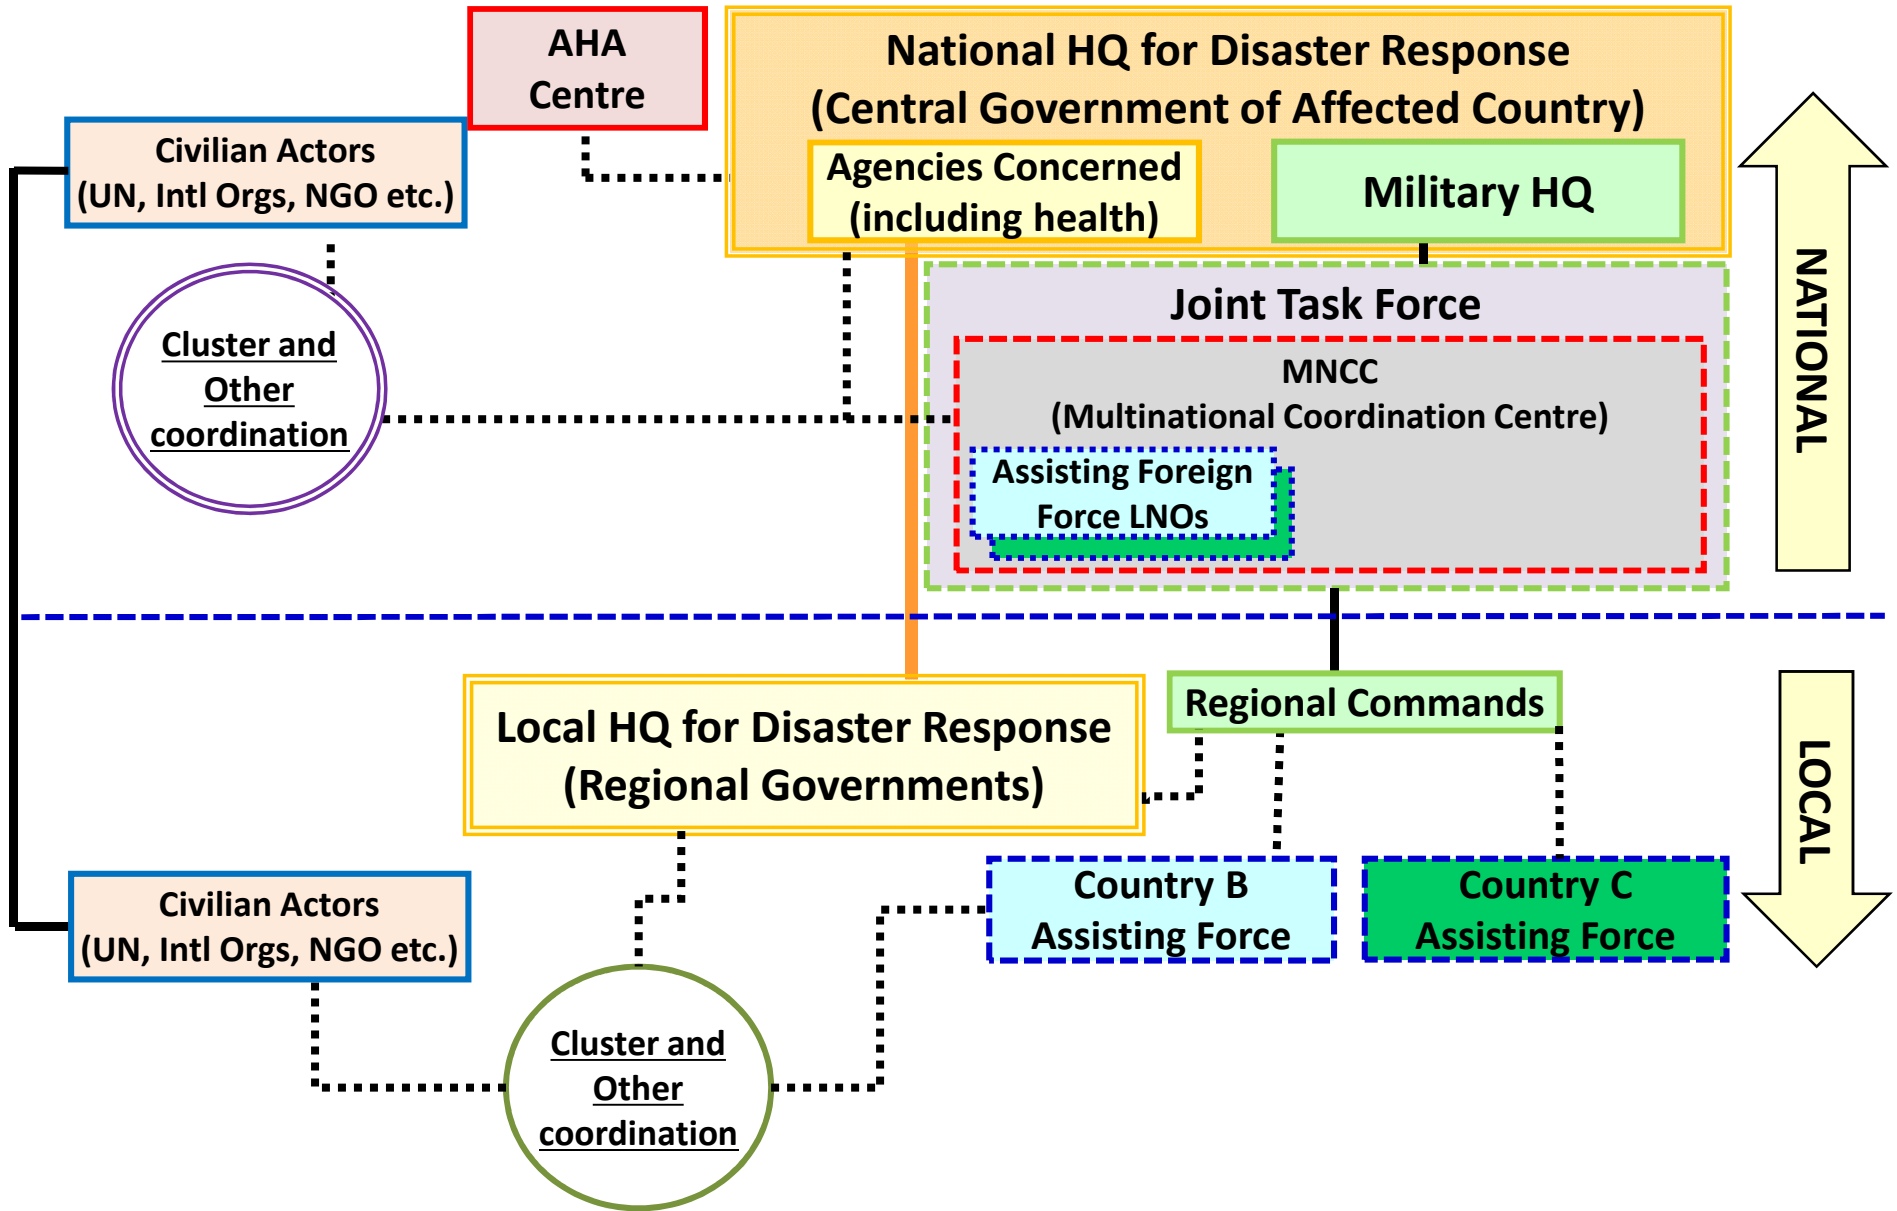 AHA
Centre
National HQ for Disaster Response
(Central Government of Affected Country)
Civilian Actors
(UN, Intl Orgs, NGO etc.)
Agencies Concerned
(including health)
Military HQ
NATIONAL
Joint Task Force
Cluster and
Other
coordination
MNCC
(Multinational Coordination Centre)
Assisting Foreign
Force LNOs
Regional Commands
Local HQ for Disaster Response
(Regional Governments)
LOCAL
Civilian Actors
(UN, Intl Orgs, NGO etc.)
Country B
Assisting Force
Country C
Assisting Force
Cluster and
Other
coordination